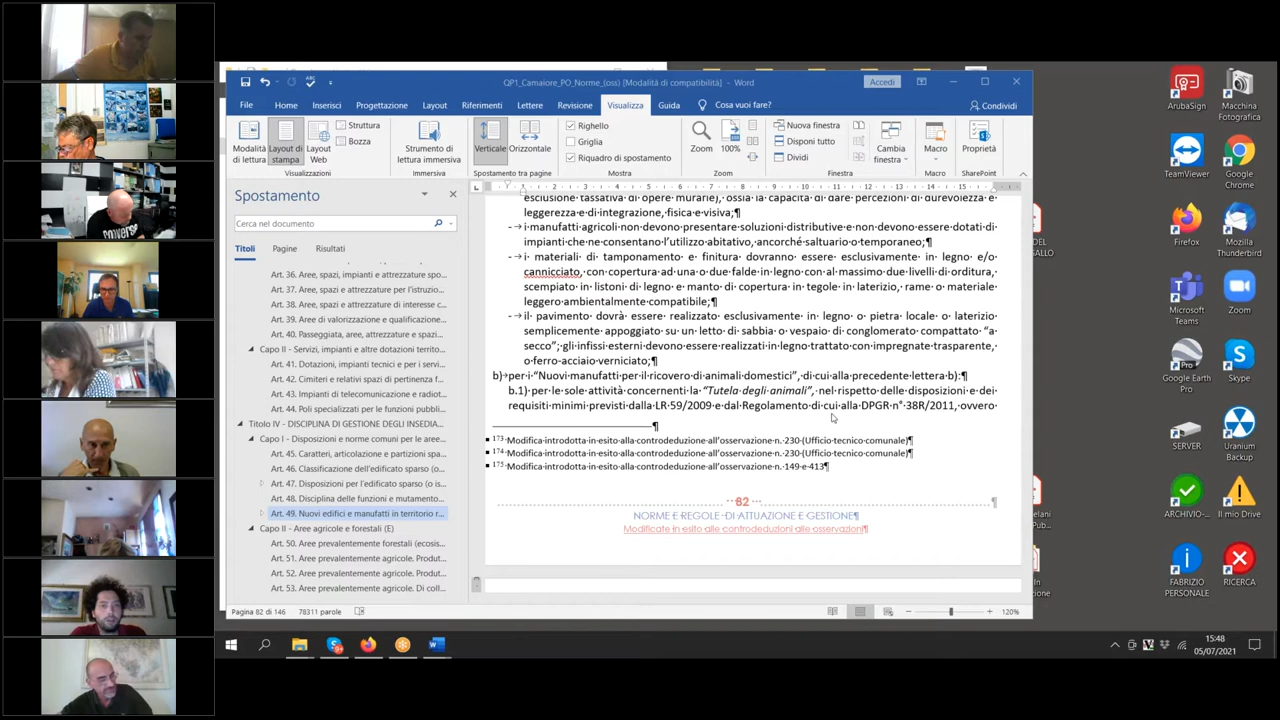 QP1_Camaiore_PO_Norme_(oss) [Modalità di compatibilità] - Word
Accedi
File Home Inserisci Progettazione Layout Riferimenti Lettere Revisione Visualizza Guida Cosa vuoi fare? Condividi
Modalità di lettura
Layout di stampa
Layout Web
Struttura
Bozza
Visualizzazioni
Strumento di lettura immersiva
Immersiva
Verticale
Orizzontale
Spostamento tra pagine
Righello
Griglia
Riquadro di spostamento
Mostra
Zoom
100%
Zoom
Nuova finestra
Disponi tutto
Dividi
Cambia finestra
Finestra
Macro
Macro
Proprietà
SharePoint
Spostamento
Cerca nel documento
Titoli Pagine Risultati
Art. 36. Aree, spazi, impianti e attrezzature spo...
Art. 37. Aree, spazi e attrezzature per l'istruzio...
Art. 38. Aree, spazi e attrezzature di interesse c...
Art. 39. Aree di valorizzazione e qualificazione...
Art. 40. Passeggiata, aree, attrezzature e spazi...
Capo II - Servizi, impianti e altre dotazioni territo...
Art. 41. Dotazioni, impianti tecnici e per i servi...
Art. 42. Cimiteri e relativi spazi di pertinenza f...
Art. 43. Impianti di telecomunicazione e radiof...
Art. 44. Poli specializzati per servizi pubblici in...
Titolo IV - DISCIPLINA DI GESTIONE DEGLI INSEDIA...
Capo I - Disposizioni e norme comuni per le aree...
Art. 45. Caratteri, articolazione e partizioni spa...
Art. 46. Classificazione dell'edificato sparso (o...
Art. 47. Disposizioni per l'edificato sparso (o is...
Art. 48. Disciplina delle funzioni e mutamento...
Art. 49. Nuovi edifici e manufatti in territorio r...
Capo II - Aree agricole e forestali (E)
Art. 50. Aree prevalentemente forestali (ecosis...
Art. 51. Aree prevalentemente agricole. Produt...
Art. 52. Aree prevalentemente agricole. Produt...
Art. 53. Aree prevalentemente agricole. Di coll...
esclusione tassativa di opere murarie), ossia la capacità di dare percezioni di durevolezza e
leggerezza e di integrazione, fisica e visiva;¶
- → i manufatti agricoli non devono presentare soluzioni distributive e non devono essere dotati di
impianti che ne consentano l'utilizzo abitativo, ancorché saltuario o temporaneo;¶
- → i materiali di tamponamento e finitura dovranno essere esclusivamente in legno e/o
cannicciato, con copertura ad una o due falde in legno con al massimo due livelli di orditura,
scempiato in listoni di legno e manto di copertura in tegole in laterizio, rame o materiale
leggero ambientalmente compatibile;¶
- → il pavimento dovrà essere realizzato esclusivamente in legno o pietra locale o laterizio
semplicemente appoggiato su un letto di sabbia o vespaio di conglomerato compattato "a
secco"; gli infissi esterni devono essere realizzati in legno trattato con impregnate trasparente,
o ferro-acciaio verniciato;¶
b)→ per i "Nuovi manufatti per il ricovero di animali domestici", di cui alla precedente lettera b):¶
b.1) per le sole attività concernenti la "Tutela degli animali", nel rispetto delle disposizioni e dei
requisiti minimi previsti dalla LR 59/2009 e dal Regolamento di cui alla DPGR n° 38R/2011, ovvero
¶
173 Modifica introdotta in esito alla controdeduzione all'osservazione n. 230 (Ufficio tecnico comunale)¶
174 Modifica introdotta in esito alla controdeduzione all'osservazione n. 230 (Ufficio tecnico comunale)¶
175 Modifica introdotta in esito alla controdeduzione all'osservazione n. 149 e 413¶
82 ¶
NORME E REGOLE DI ATTUAZIONE E GESTIONE¶
Modificate in esito alle controdeduzioni alle osservazioni¶
Pagina 82 di 146 78311 parole 120%
ArubaSign
Macchina Fotografica
TeamViewer
Google Chrome
Firefox
Mozilla Thunderbird
Microsoft Teams
Zoom
Google Earth Pro
Skype
SERVER
Uranium Backup
ARCHIVIO-...
Il mio Drive
FABRIZIO PERSONALE
RICERCA
15:48
05/07/2021
converse